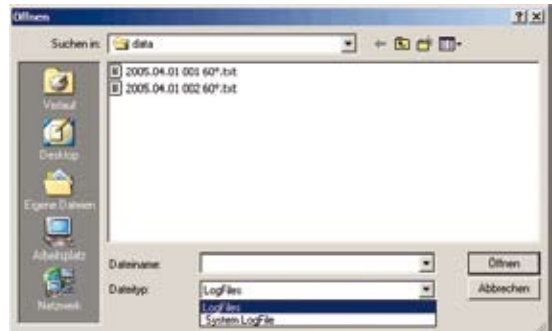 Öffnen
Suchen in: data
2005.04.01 001 60°.txt
2005.04.01 002 60°.txt
Verlauf
Desktop
Eigene Dateien
Arbeitsplatz
Netzwerk
Dateiname: Öffnen
Dateityp: LogFiles Abbrechen
LogFiles
System LogFile